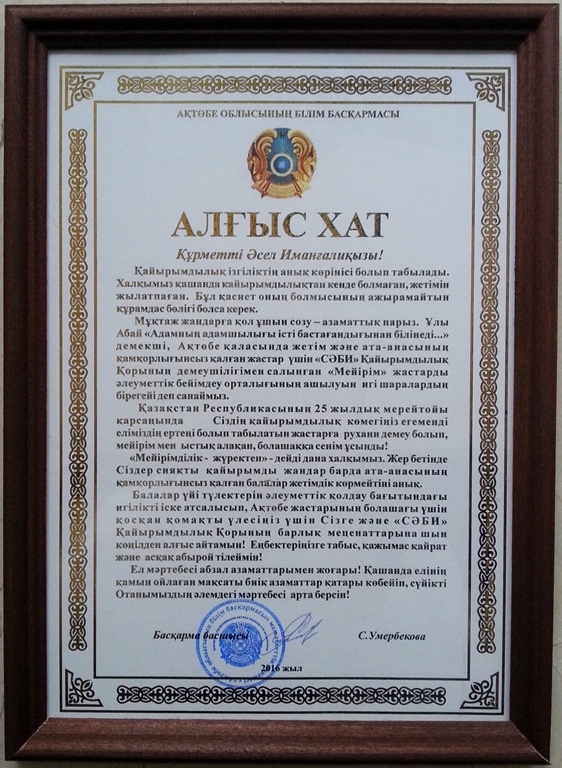 АҚТӨБЕ ОБЛЫСЫНЫҢ БІЛІМ БАСҚАРМАСЫ
АЛҒЫС ХАТ
Құрметті Әсел Иманғалиқызы!
Қайырымдылық ізгіліктің анық көрінісі болып табылады.
Халқымыз қашанда қайырымдылықтан кенде болмаған, жетімін
жылатпаған. Бұл қасиет оның болмысының ажырамайтын
құрамдас бөлігі болса керек.
Мұқтаж жандарға қол ұшын созу – азаматтық парыз. Ұлы
Абай «Адамның адамшылығы істі бастағандығынан білінеді...»
демекші, Ақтөбе қаласында жетім және ата-анасының
қамқорлығынсыз қалған жастар үшін «СӘБИ» Қайырымдылық
Қорының демеушілігімен салынған «Мейірім» жастарды
әлеуметтік бейімдеу орталығының ашылуын игі шаралардың
бірегейі деп санаймыз.
Қазақстан Республикасының 25 жылдық мерейтойы
қарсаңында Сіздің қайырымдылық көмегіңіз егеменді
еліміздің ертеңі болып табылатын жастарға рухани демеу болып,
мейірім мен ыстық алақан, болашаққа сенім ұсынды!
«Мейірімділік - жүректен» - дейді дана халқымыз. Жер бетінде
Сіздер сияқты қайырымды жандар барда ата-анасының
қамқорлығынсыз қалған балалар жетімдік көрмейтіні анық.
Балалар үйі түлектерін әлеуметтік қолдау бағытындағы
игілікті іске атсалысып, Ақтөбе жастарының болашағы үшін
қосқан қомақты үлесіңіз үшін Сізге және «СӘБИ»
Қайырымдылық Қорының барлық меценаттарына шын
көңілден алғыс айтамын! Еңбектеріңізге табыс, қажымас қайрат
және асқақ абырой тілеймін!
Ел мәртебесі абзал азаматтарымен жоғары! Қашанда елінің
қамын ойлаған мақсаты биік азаматтар қатары көбейіп, сүйікті
Отанымыздың әлемдегі мәртебесі арта берсін!
Басқарма басшысы С.Умербекова
2016 жыл